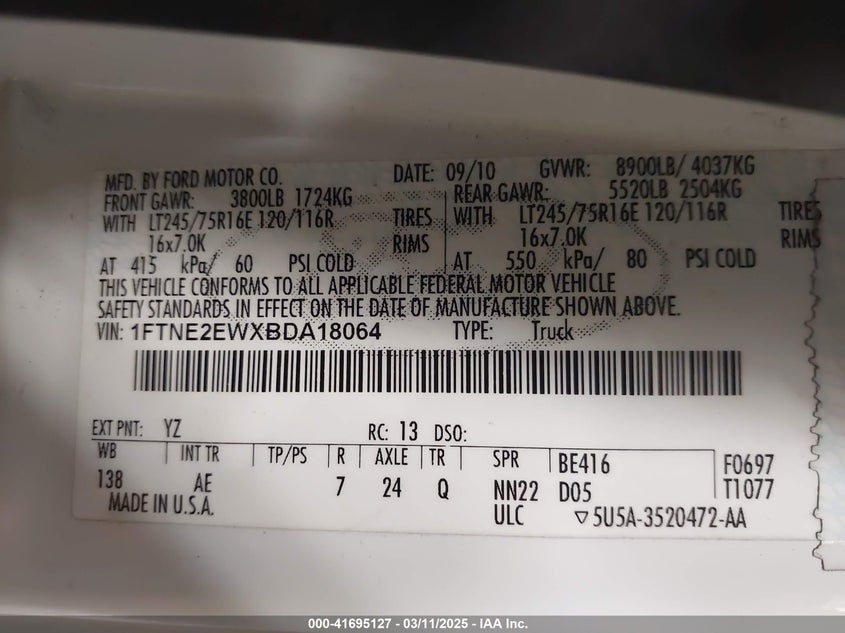 MFD. BY FORD MOTOR CO. DATE: 09/10 GVWR: 8900LB/ 4037KG
FRONT GAWR: 3800LB 1724KG REAR GAWR: 5520LB 2504KG
WITH LT245/75R16E 120/116R TIRES WITH LT245/75R16E 120/116R TIRES
16x7.0K RIMS 16x7.0K RIMS
AT 415 kPa/ 60 PSI COLD AT 550 kPa/ 80 PSI COLD
THIS VEHICLE CONFORMS TO ALL APPLICABLE FEDERAL MOTOR VEHICLE
SAFETY STANDARDS IN EFFECT ON THE DATE OF MANUFACTURE SHOWN ABOVE.
VIN: 1FTNE2EWXBDA18064 TYPE: Truck
EXT PNT: YZ RC: 13 DSO:
WB INT TR TP/PS R AXLE TR SPR BE416 F0697
138 AE 7 24 Q NN22 D05 T1077
MADE IN U.S.A. ULC ▽5U5A-3520472-AA
000-41695127 - 03/11/2025 - IAA Inc.